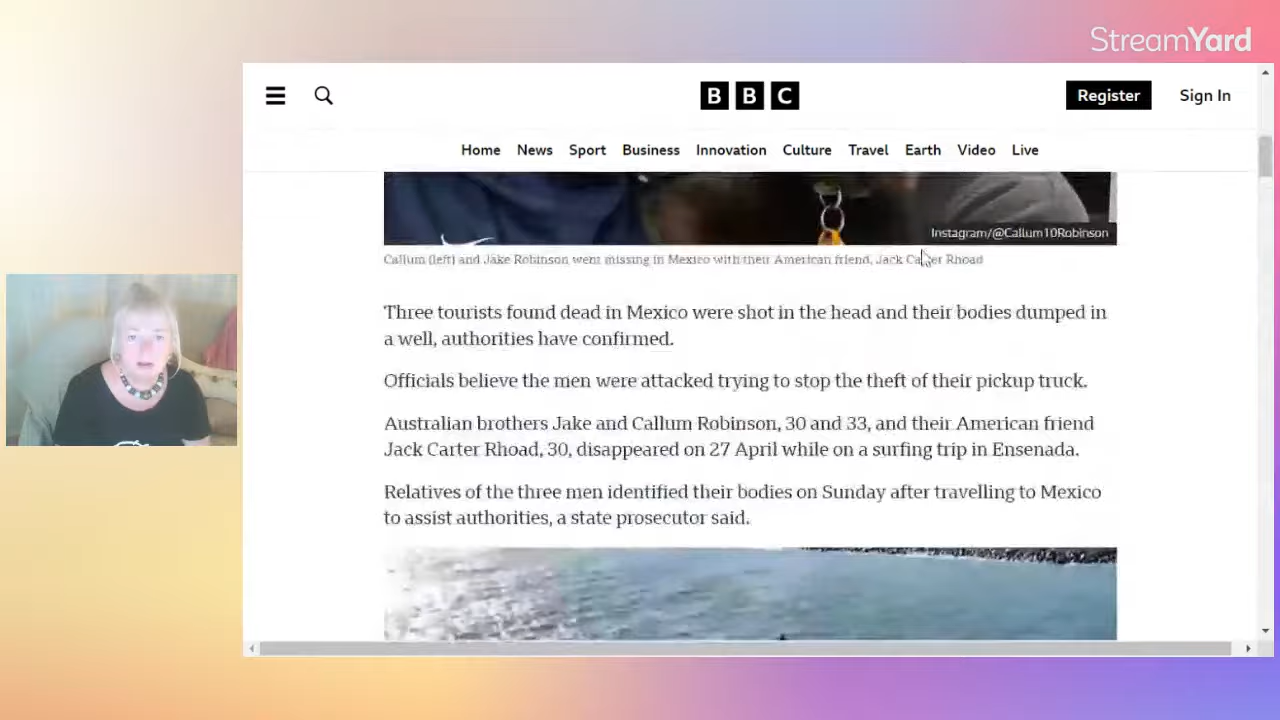 StreamYard
BBC
Register
Sign In
Home News Sport Business Innovation Culture Travel Earth Video Live
Instagram/@Callum10Robinson
Callum (left) and Jake Robinson went missing in Mexico with their American friend, Jack Carter Rhoad
Three tourists found dead in Mexico were shot in the head and their bodies dumped in
a well, authorities have confirmed.
Officials believe the men were attacked trying to stop the theft of their pickup truck.
Australian brothers Jake and Callum Robinson, 30 and 33, and their American friend
Jack Carter Rhoad, 30, disappeared on 27 April while on a surfing trip in Ensenada.
Relatives of the three men identified their bodies on Sunday after travelling to Mexico
to assist authorities, a state prosecutor said.